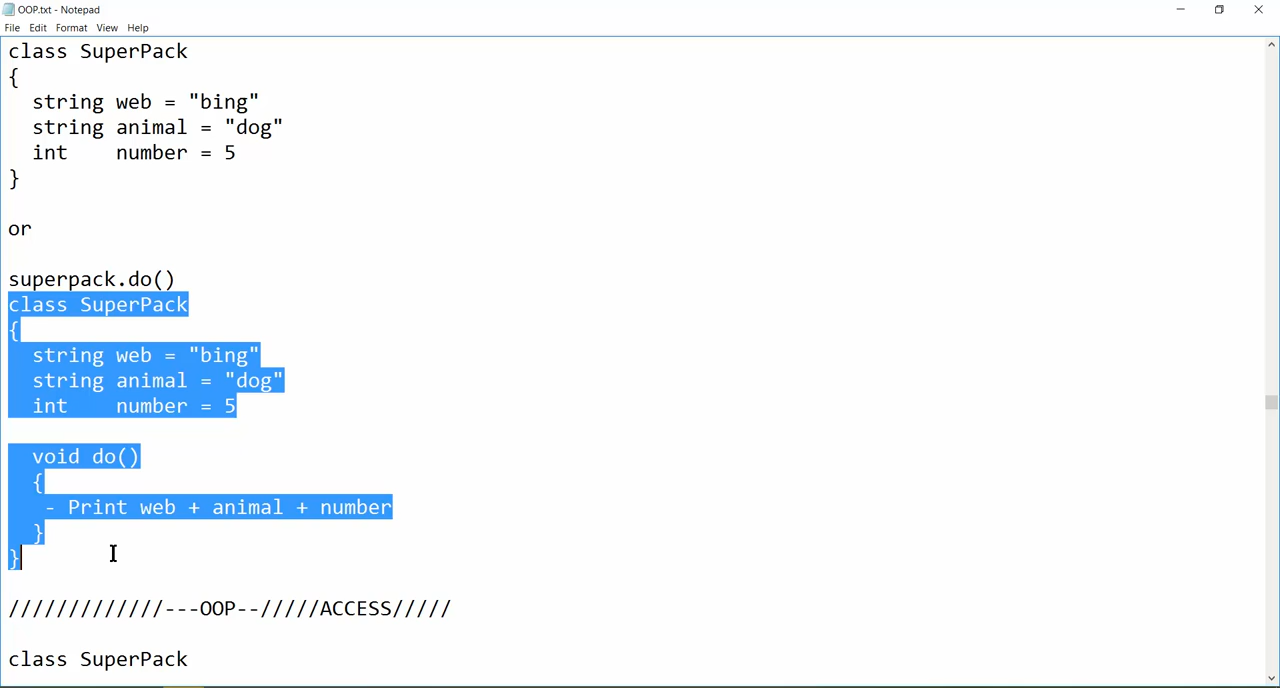 OOP.txt - Notepad
File Edit Format View Help
class SuperPack
{
  string web = "bing"
  string animal = "dog"
  int    number = 5
}
or
superpack.do()
class SuperPack
{
  string web = "bing"
  string animal = "dog"
  int    number = 5
  void do()
  {
   - Print web + animal + number
  }
}
/////////////---OOP--/////ACCESS/////
class SuperPack